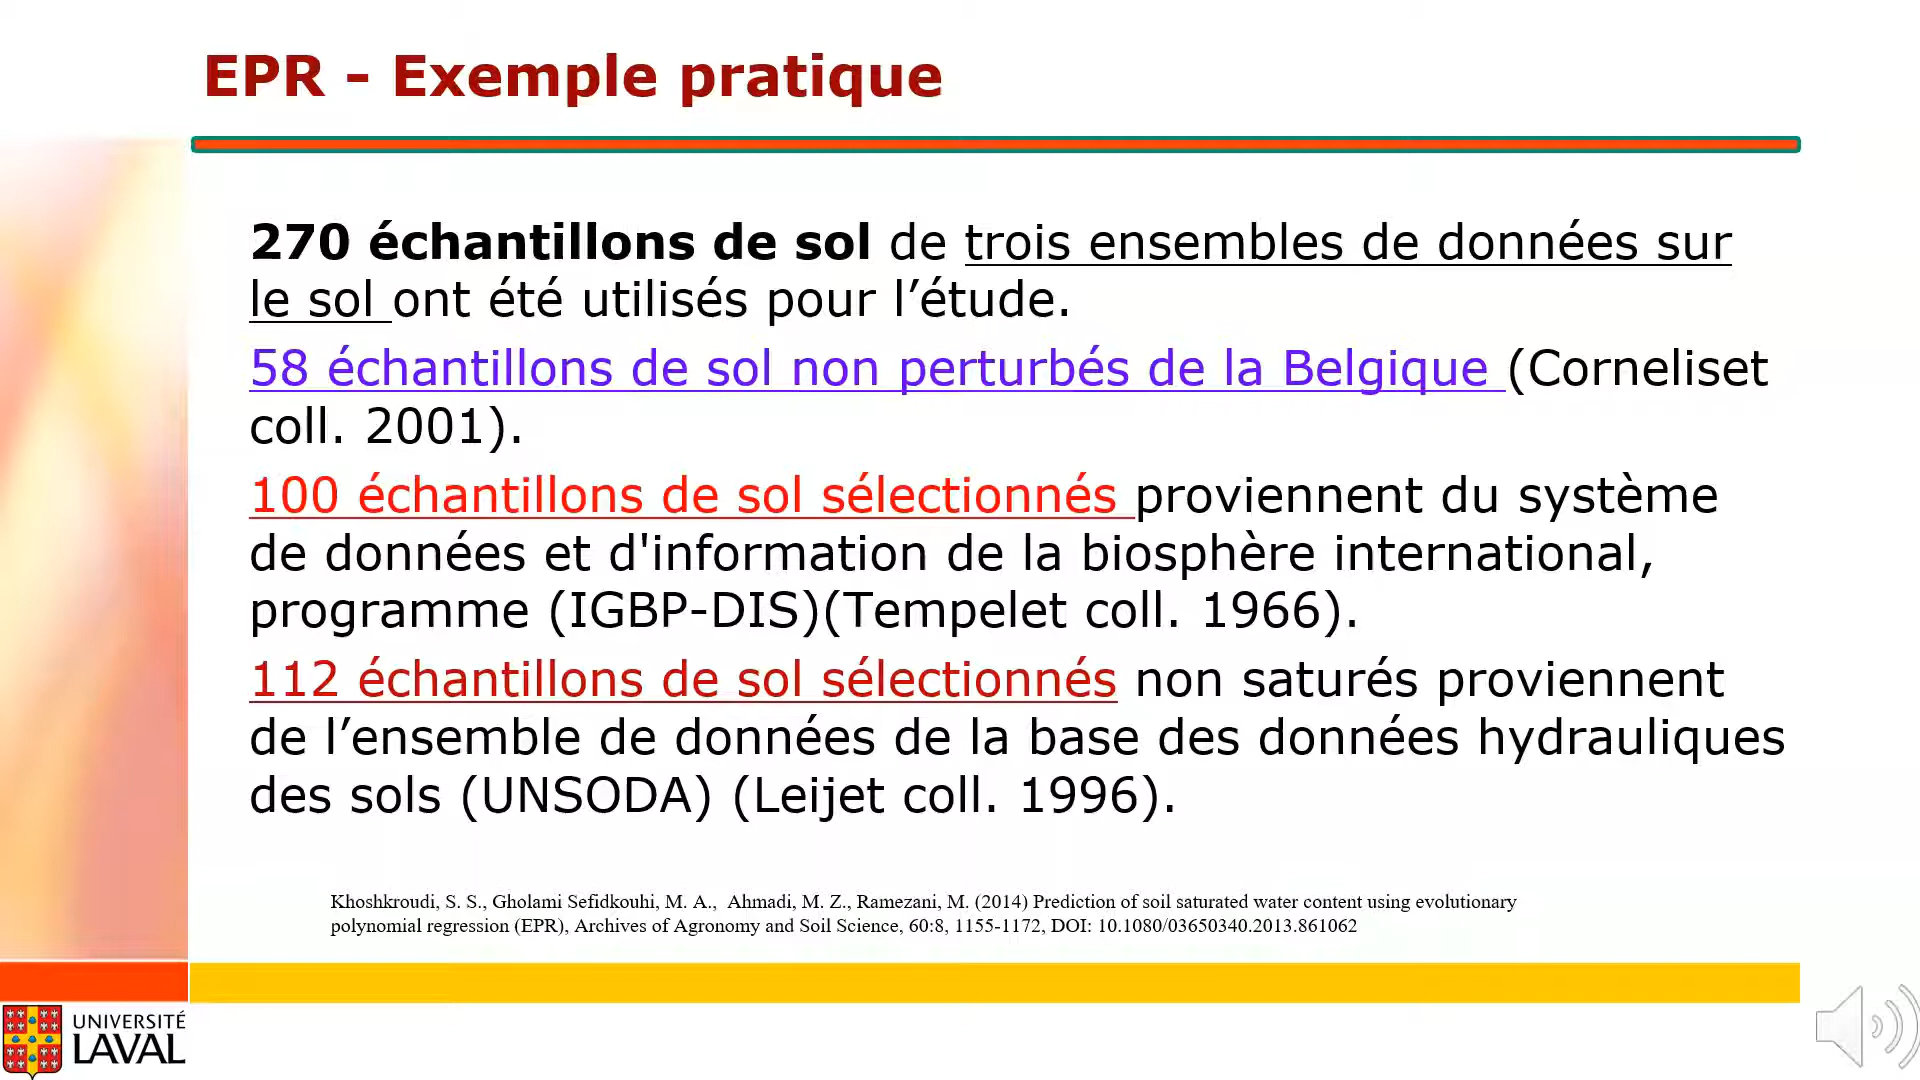 EPR - Exemple pratique
270 échantillons de sol de trois ensembles de données sur
le sol ont été utilisés pour l’étude.
58 échantillons de sol non perturbés de la Belgique (Corneliset
coll. 2001).
100 échantillons de sol sélectionnés proviennent du système
de données et d'information de la biosphère international,
programme (IGBP-DIS)(Tempelet coll. 1966).
112 échantillons de sol sélectionnés non saturés proviennent
de l’ensemble de données de la base des données hydrauliques
des sols (UNSODA) (Leijet coll. 1996).
Khoshkroudi, S. S., Gholami Sefidkouhi, M. A., Ahmadi, M. Z., Ramezani, M. (2014) Prediction of soil saturated water content using evolutionary
polynomial regression (EPR), Archives of Agronomy and Soil Science, 60:8, 1155-1172, DOI: 10.1080/03650340.2013.861062
UNIVERSITÉ
LAVAL